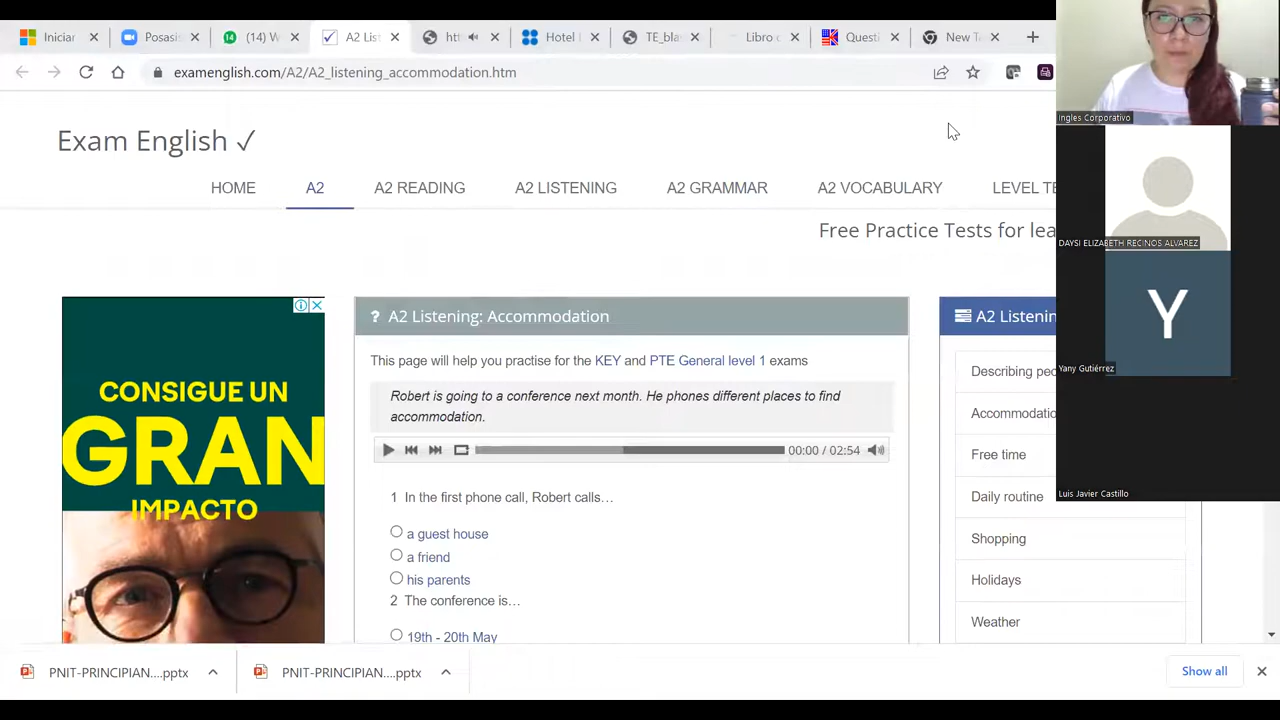 Iniciar
Posasis
(14) W
A2 List
htt
Hotel
TE_bla
Libro c
Questi
New Ta
examenglish.com/A2/A2_listening_accommodation.htm
Ingles Corporativo
Exam English ✓
HOME
A2
A2 READING
A2 LISTENING
A2 GRAMMAR
A2 VOCABULARY
LEVEL TE
Free Practice Tests for lea
DAYSI ELIZABETH RECINOS ALVAREZ
Y
Yany Gutiérrez
Luis Javier Castillo
CONSIGUE UN
GRAN
IMPACTO
? A2 Listening: Accommodation
This page will help you practise for the KEY and PTE General level 1 exams
Robert is going to a conference next month. He phones different places to find
accommodation.
00:00 / 02:54
1 In the first phone call, Robert calls…
a guest house
a friend
his parents
2 The conference is…
19th - 20th May
A2 Listenin
Describing peo
Accommodatio
Free time
Daily routine
Shopping
Holidays
Weather
PNIT-PRINCIPIAN....pptx
PNIT-PRINCIPIAN....pptx
Show all